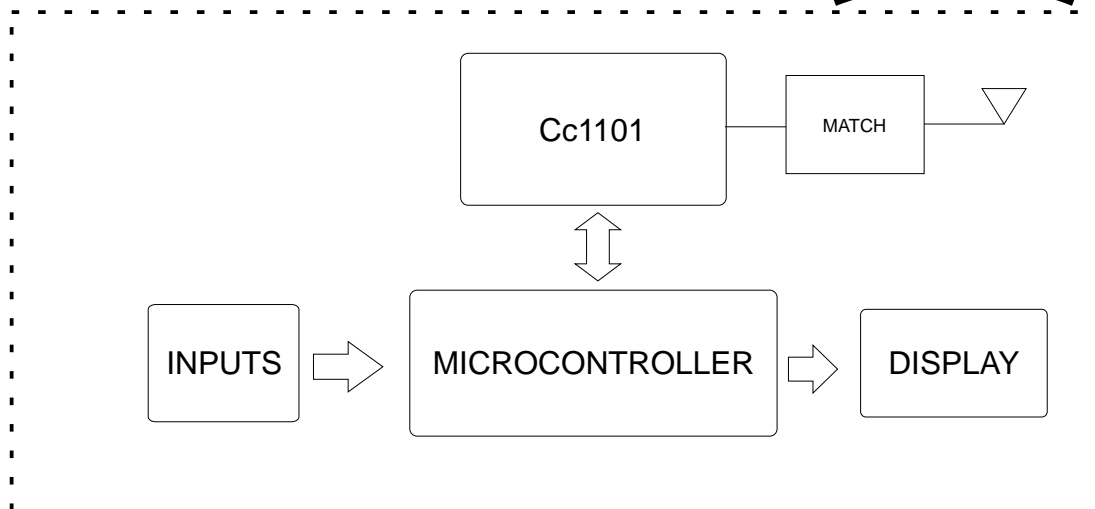 Cc1101
MATCH
INPUTS
MICROCONTROLLER
DISPLAY